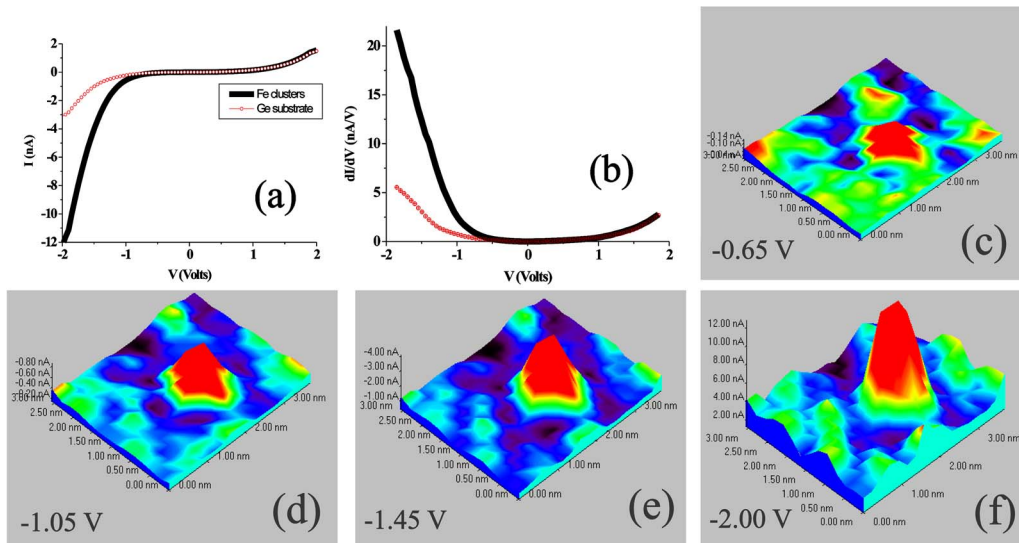 2
0
-2
-4
-6
-8
-10
-12
-2
-1
0
1
2
I (nA)
V (Volts)
Fe clusters
Ge substrate
(a)
20
15
10
5
0
-2
-1
0
1
2
dI/dV (nA/V)
V (Volts)
(b)
-0.14 nA
-0.10 nA
3.00 nm
2.50 nm
2.00 nm
1.50 nm
1.00 nm
0.50 nm
0.00 nm
0.00 nm
1.00 nm
2.00 nm
3.00 nm
-0.65 V
(c)
-0.80 nA
-0.60 nA
-0.40 nA
-0.20 nA
3.00 nm
2.50 nm
2.00 nm
1.50 nm
1.00 nm
0.50 nm
0.00 nm
0.00 nm
1.00 nm
2.00 nm
3.00 nm
-1.05 V
(d)
-4.00 nA
-3.00 nA
-2.00 nA
-1.00 nA
3.00 nm
2.50 nm
2.00 nm
1.50 nm
1.00 nm
0.50 nm
0.00 nm
0.00 nm
1.00 nm
2.00 nm
3.00 nm
-1.45 V
(e)
12.00 nA
10.00 nA
8.00 nA
6.00 nA
4.00 nA
2.00 nA
3.00 nm
2.50 nm
2.00 nm
1.50 nm
1.00 nm
0.50 nm
0.00 nm
0.00 nm
1.00 nm
2.00 nm
3.00 nm
-2.00 V
(f)